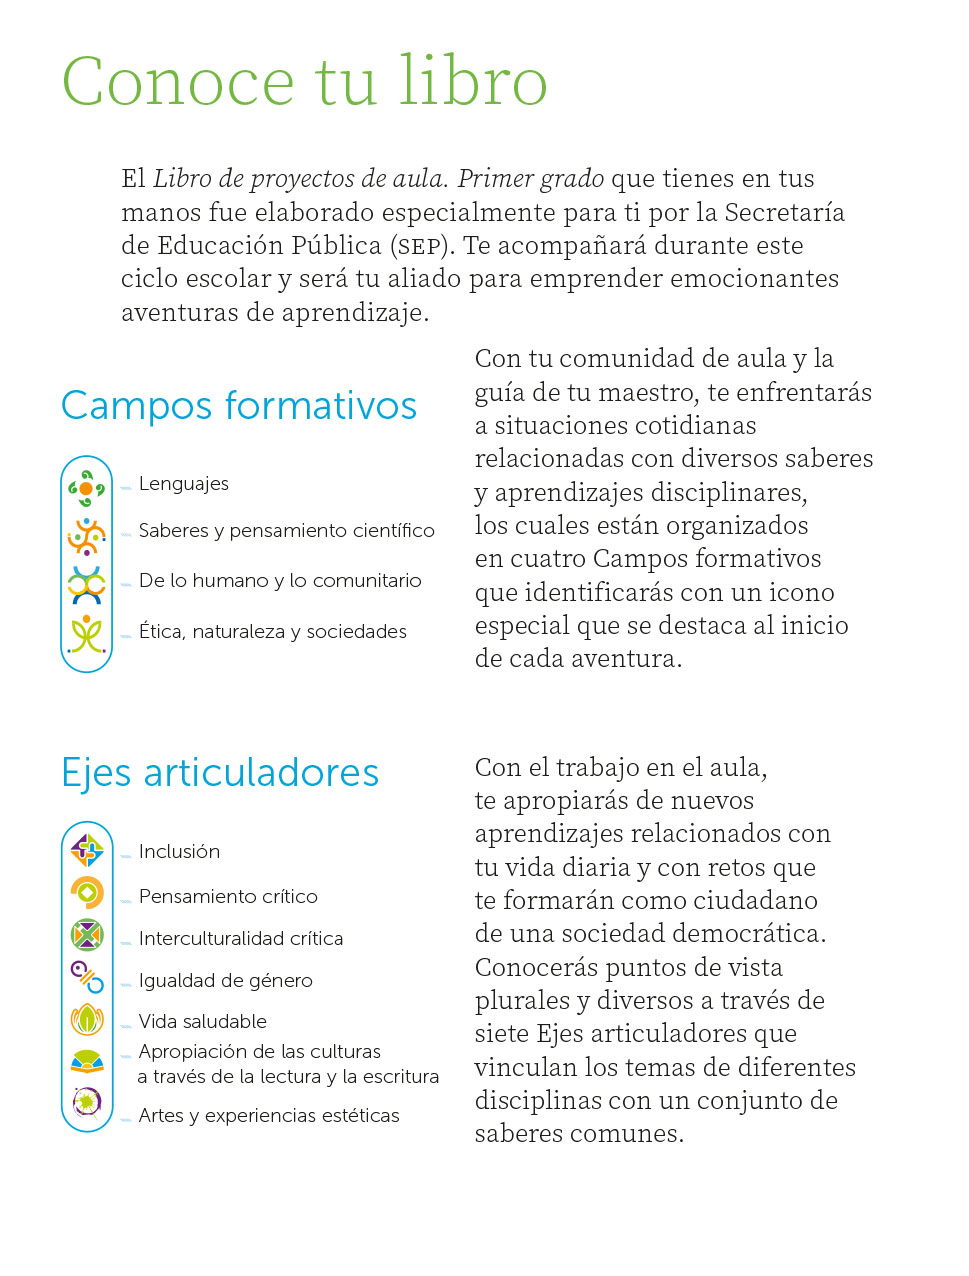 Conoce tu libro
El Libro de proyectos de aula. Primer grado que tienes en tus
manos fue elaborado especialmente para ti por la Secretaría
de Educación Pública (SEP). Te acompañará durante este
ciclo escolar y será tu aliado para emprender emocionantes
aventuras de aprendizaje.
Campos formativos
Lenguajes
Saberes y pensamiento científico
De lo humano y lo comunitario
Ética, naturaleza y sociedades
Con tu comunidad de aula y la
guía de tu maestro, te enfrentarás
a situaciones cotidianas
relacionadas con diversos saberes
y aprendizajes disciplinares,
los cuales están organizados
en cuatro Campos formativos
que identificarás con un icono
especial que se destaca al inicio
de cada aventura.
Ejes articuladores
Inclusión
Pensamiento crítico
Interculturalidad crítica
Igualdad de género
Vida saludable
Apropiación de las culturas
a través de la lectura y la escritura
Artes y experiencias estéticas
Con el trabajo en el aula,
te apropiarás de nuevos
aprendizajes relacionados con
tu vida diaria y con retos que
te formarán como ciudadano
de una sociedad democrática.
Conocerás puntos de vista
plurales y diversos a través de
siete Ejes articuladores que
vinculan los temas de diferentes
disciplinas con un conjunto de
saberes comunes.